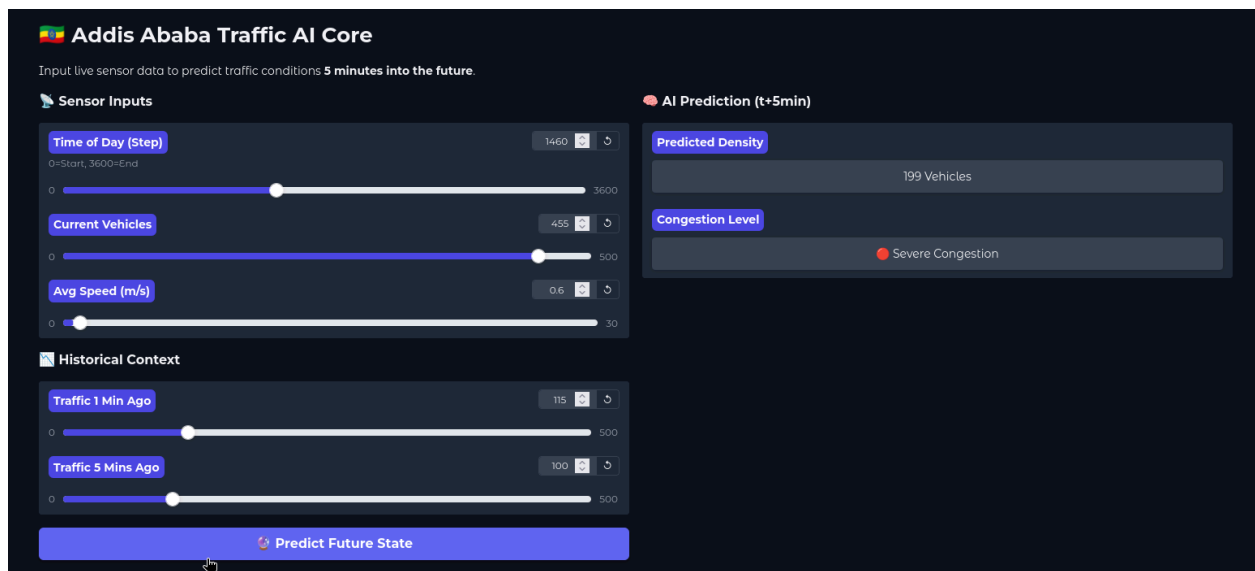 🇪🇹 Addis Ababa Traffic AI Core
Input live sensor data to predict traffic conditions 5 minutes into the future.
📡 Sensor Inputs
Time of Day (Step)
1460
0=Start, 3600=End
0
3600
Current Vehicles
455
0
500
Avg Speed (m/s)
0.6
0
30
📉 Historical Context
Traffic 1 Min Ago
115
0
500
Traffic 5 Mins Ago
100
0
500
🔮 Predict Future State
🧠 AI Prediction (t+5min)
Predicted Density
199 Vehicles
Congestion Level
🔴 Severe Congestion